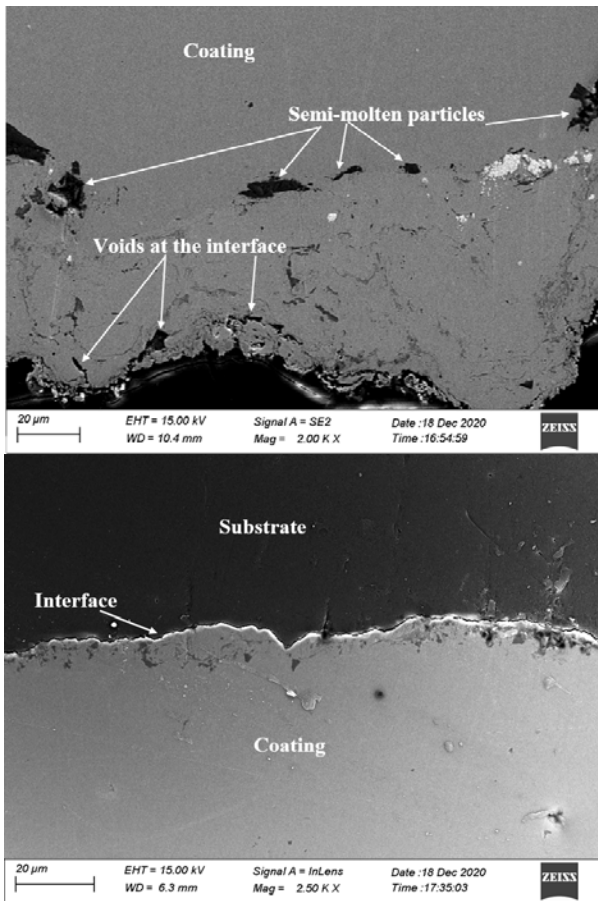 Coating
Semi-molten particles
Voids at the interface
20 µm
EHT = 15.00 kV
Signal A = SE2
Date :18 Dec 2020
ZEISS
WD = 10.4 mm
Mag = 2.00 K X
Time :16:54:59
Substrate
Interface
Coating
20 µm
EHT = 15.00 kV
Signal A = InLens
Date :18 Dec 2020
ZEISS
WD = 6.3 mm
Mag = 2.50 K X
Time :17:35:03